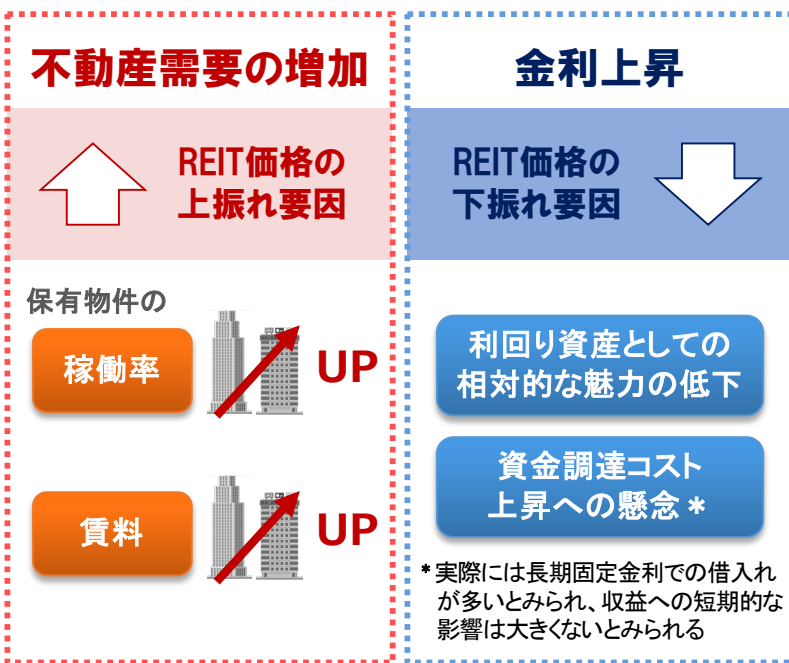 不動産需要の増加
REIT価格の
上振れ要因
保有物件の
稼働率
UP
賃料
UP
金利上昇
REIT価格の
下振れ要因
利回り資産としての
相対的な魅力の低下
資金調達コスト
上昇への懸念＊
＊実際には長期固定金利での借入れ
が多いとみられ、収益への短期的な
影響は大きくないとみられる